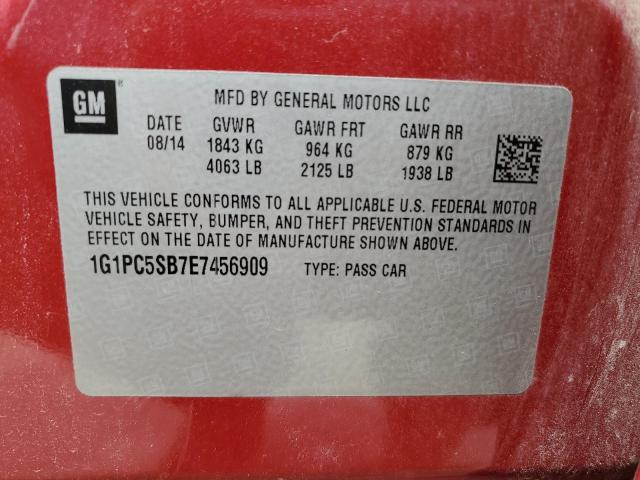 GM
MFD BY GENERAL MOTORS LLC
DATE GVWR GAWR FRT GAWR RR
08/14 1843 KG 964 KG 879 KG
4063 LB 2125 LB 1938 LB
THIS VEHICLE CONFORMS TO ALL APPLICABLE U.S. FEDERAL MOTOR
VEHICLE SAFETY, BUMPER, AND THEFT PREVENTION STANDARDS IN
EFFECT ON THE DATE OF MANUFACTURE SHOWN ABOVE.
1G1PC5SB7E7456909 TYPE: PASS CAR